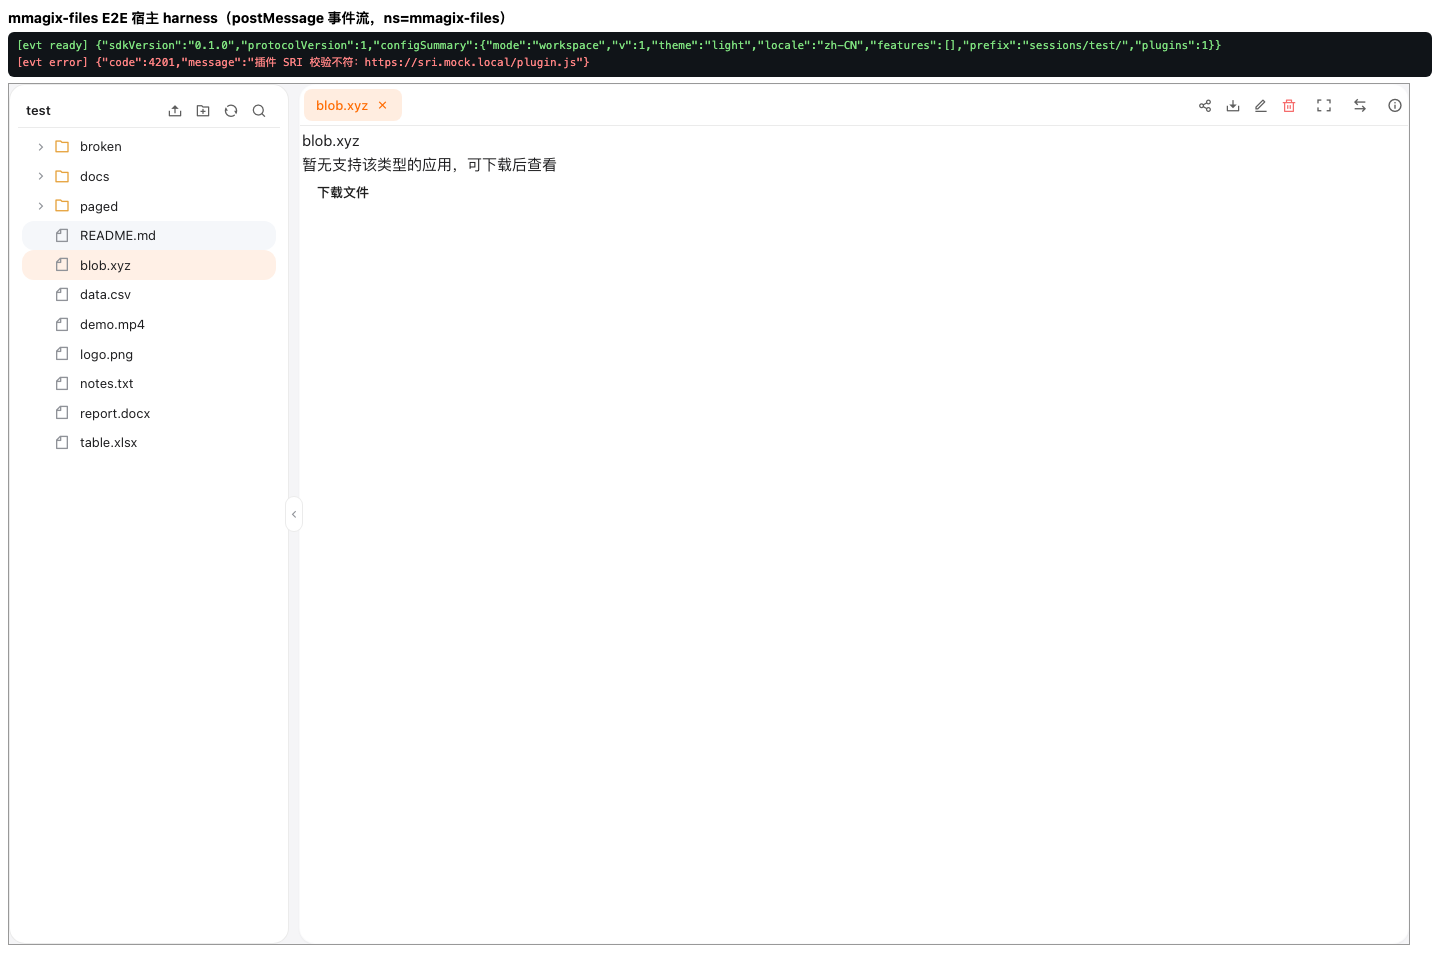 mmagix-files E2E 宿主 harness（postMessage 事件流，ns=mmagix-files）
[evt ready] {"sdkVersion":"0.1.0","protocolVersion":1,"configSummary":{"mode":"workspace","v":1,"theme":"light","locale":"zh-CN","features":[],"prefix":"sessions/test/","plugins":1}}
[evt error] {"code":4201,"message":"插件 SRI 校验不符：https://sri.mock.local/plugin.js"}
test
broken
docs
paged
README.md
blob.xyz
data.csv
demo.mp4
logo.png
notes.txt
report.docx
table.xlsx
blob.xyz
blob.xyz
暂无支持该类型的应用，可下载后查看
下载文件